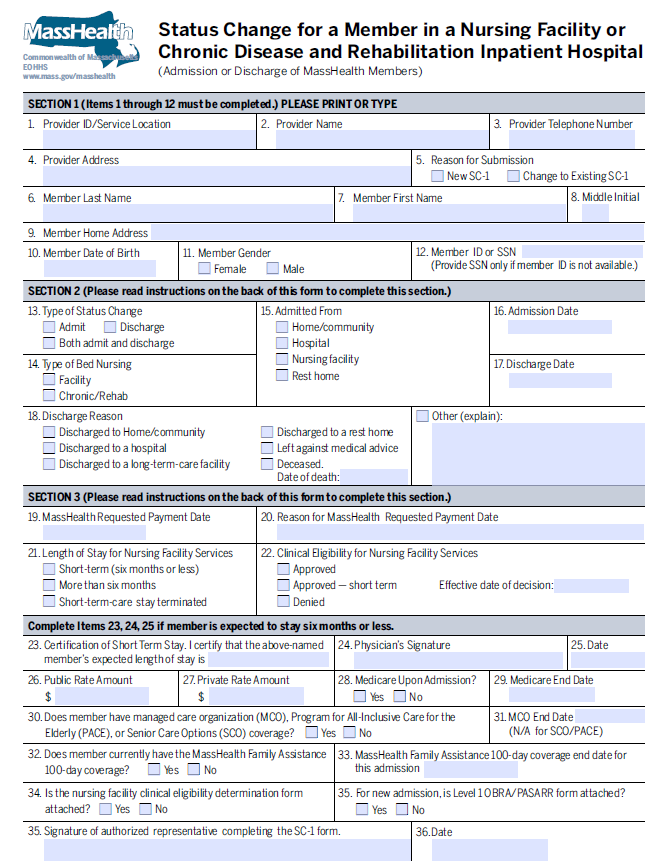 MassHealth
Commonwealth of Massachusetts
EOHHS
www.mass.gov/masshealth
Status Change for a Member in a Nursing Facility or
Chronic Disease and Rehabilitation Inpatient Hospital
(Admission or Discharge of MassHealth Members)
SECTION 1 (Items 1 through 12 must be completed.) PLEASE PRINT OR TYPE
1. Provider ID/Service Location
2. Provider Name
3. Provider Telephone Number
4. Provider Address
5. Reason for Submission
New SC-1 Change to Existing SC-1
6. Member Last Name
7. Member First Name
8. Middle Initial
9. Member Home Address
10. Member Date of Birth
11. Member Gender
Female Male
12. Member ID or SSN
(Provide SSN only if member ID is not available.)
SECTION 2 (Please read instructions on the back of this form to complete this section.)
13. Type of Status Change
Admit Discharge
Both admit and discharge
14. Type of Bed Nursing
Facility
Chronic/Rehab
15. Admitted From
Home/community
Hospital
Nursing facility
Rest home
16. Admission Date
17. Discharge Date
18. Discharge Reason
Discharged to Home/community
Discharged to a hospital
Discharged to a long-term-care facility
Discharged to a rest home
Left against medical advice
Deceased.
Date of death:
Other (explain):
SECTION 3 (Please read instructions on the back of this form to complete this section.)
19. MassHealth Requested Payment Date
20. Reason for MassHealth Requested Payment Date
21. Length of Stay for Nursing Facility Services
Short-term (six months or less)
More than six months
Short-term-care stay terminated
22. Clinical Eligibility for Nursing Facility Services
Approved
Approved — short term Effective date of decision:
Denied
Complete Items 23, 24, 25 if member is expected to stay six months or less.
23. Certification of Short Term Stay. I certify that the above-named
member's expected length of stay is
24. Physician's Signature
25. Date
26. Public Rate Amount
$
27. Private Rate Amount
$
28. Medicare Upon Admission?
Yes No
29. Medicare End Date
30. Does member have managed care organization (MCO), Program for All-Inclusive Care for the
Elderly (PACE), or Senior Care Options (SCO) coverage? Yes No
31. MCO End Date
(N/A for SCO/PACE)
32. Does member currently have the MassHealth Family Assistance
100-day coverage? Yes No
33. MassHealth Family Assistance 100-day coverage end date for
this admission
34. Is the nursing facility clinical eligibility determination form
attached? Yes No
35. For new admission, is Level 1 OBRA/PASARR form attached?
Yes No
35. Signature of authorized representative completing the SC-1 form.
36. Date